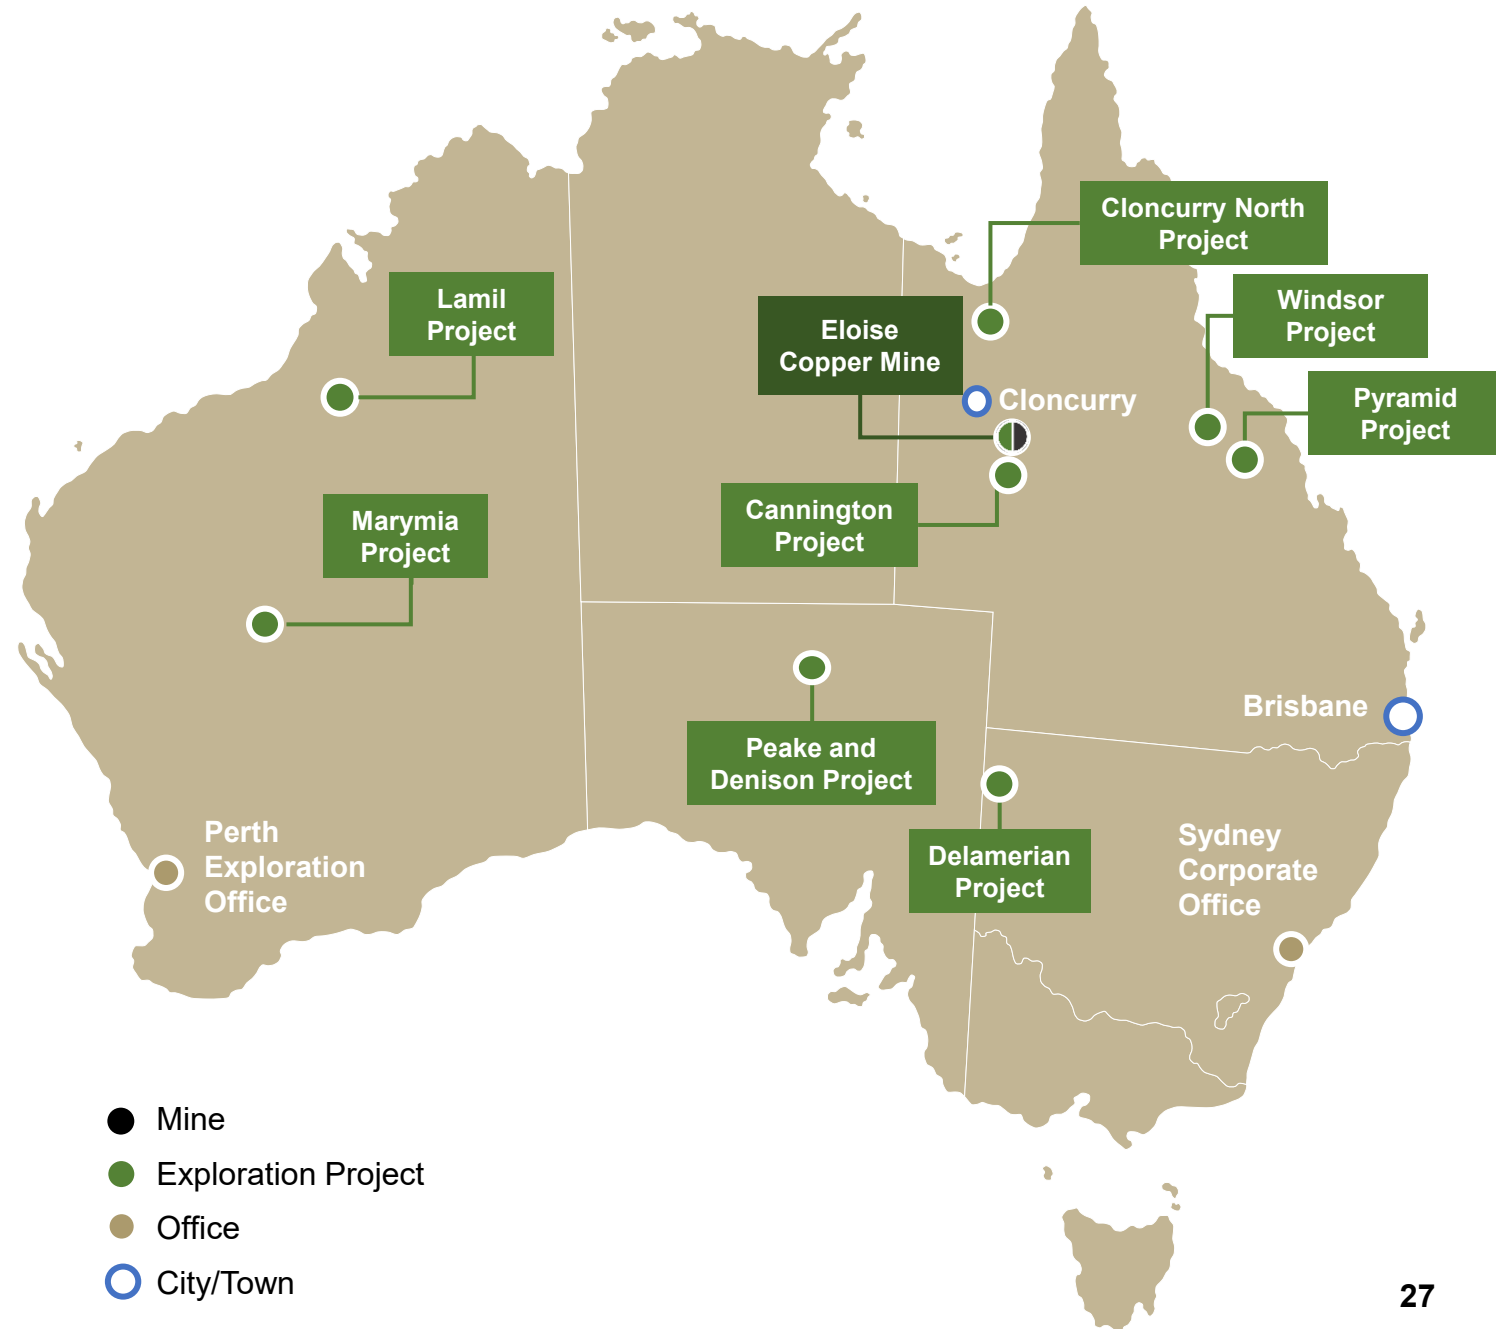 Cloncurry North
Project
Windsor
Project
Lamil
Project
Eloise
Copper Mine
Cloncurry
Pyramid
Project
Cannington
Project
Marymia
Project
Brisbane
Peake and
Denison Project
Perth
Exploration
Office
Delamerian
Project
Sydney
Corporate
Office
Mine
Exploration Project
Office
City/Town
27